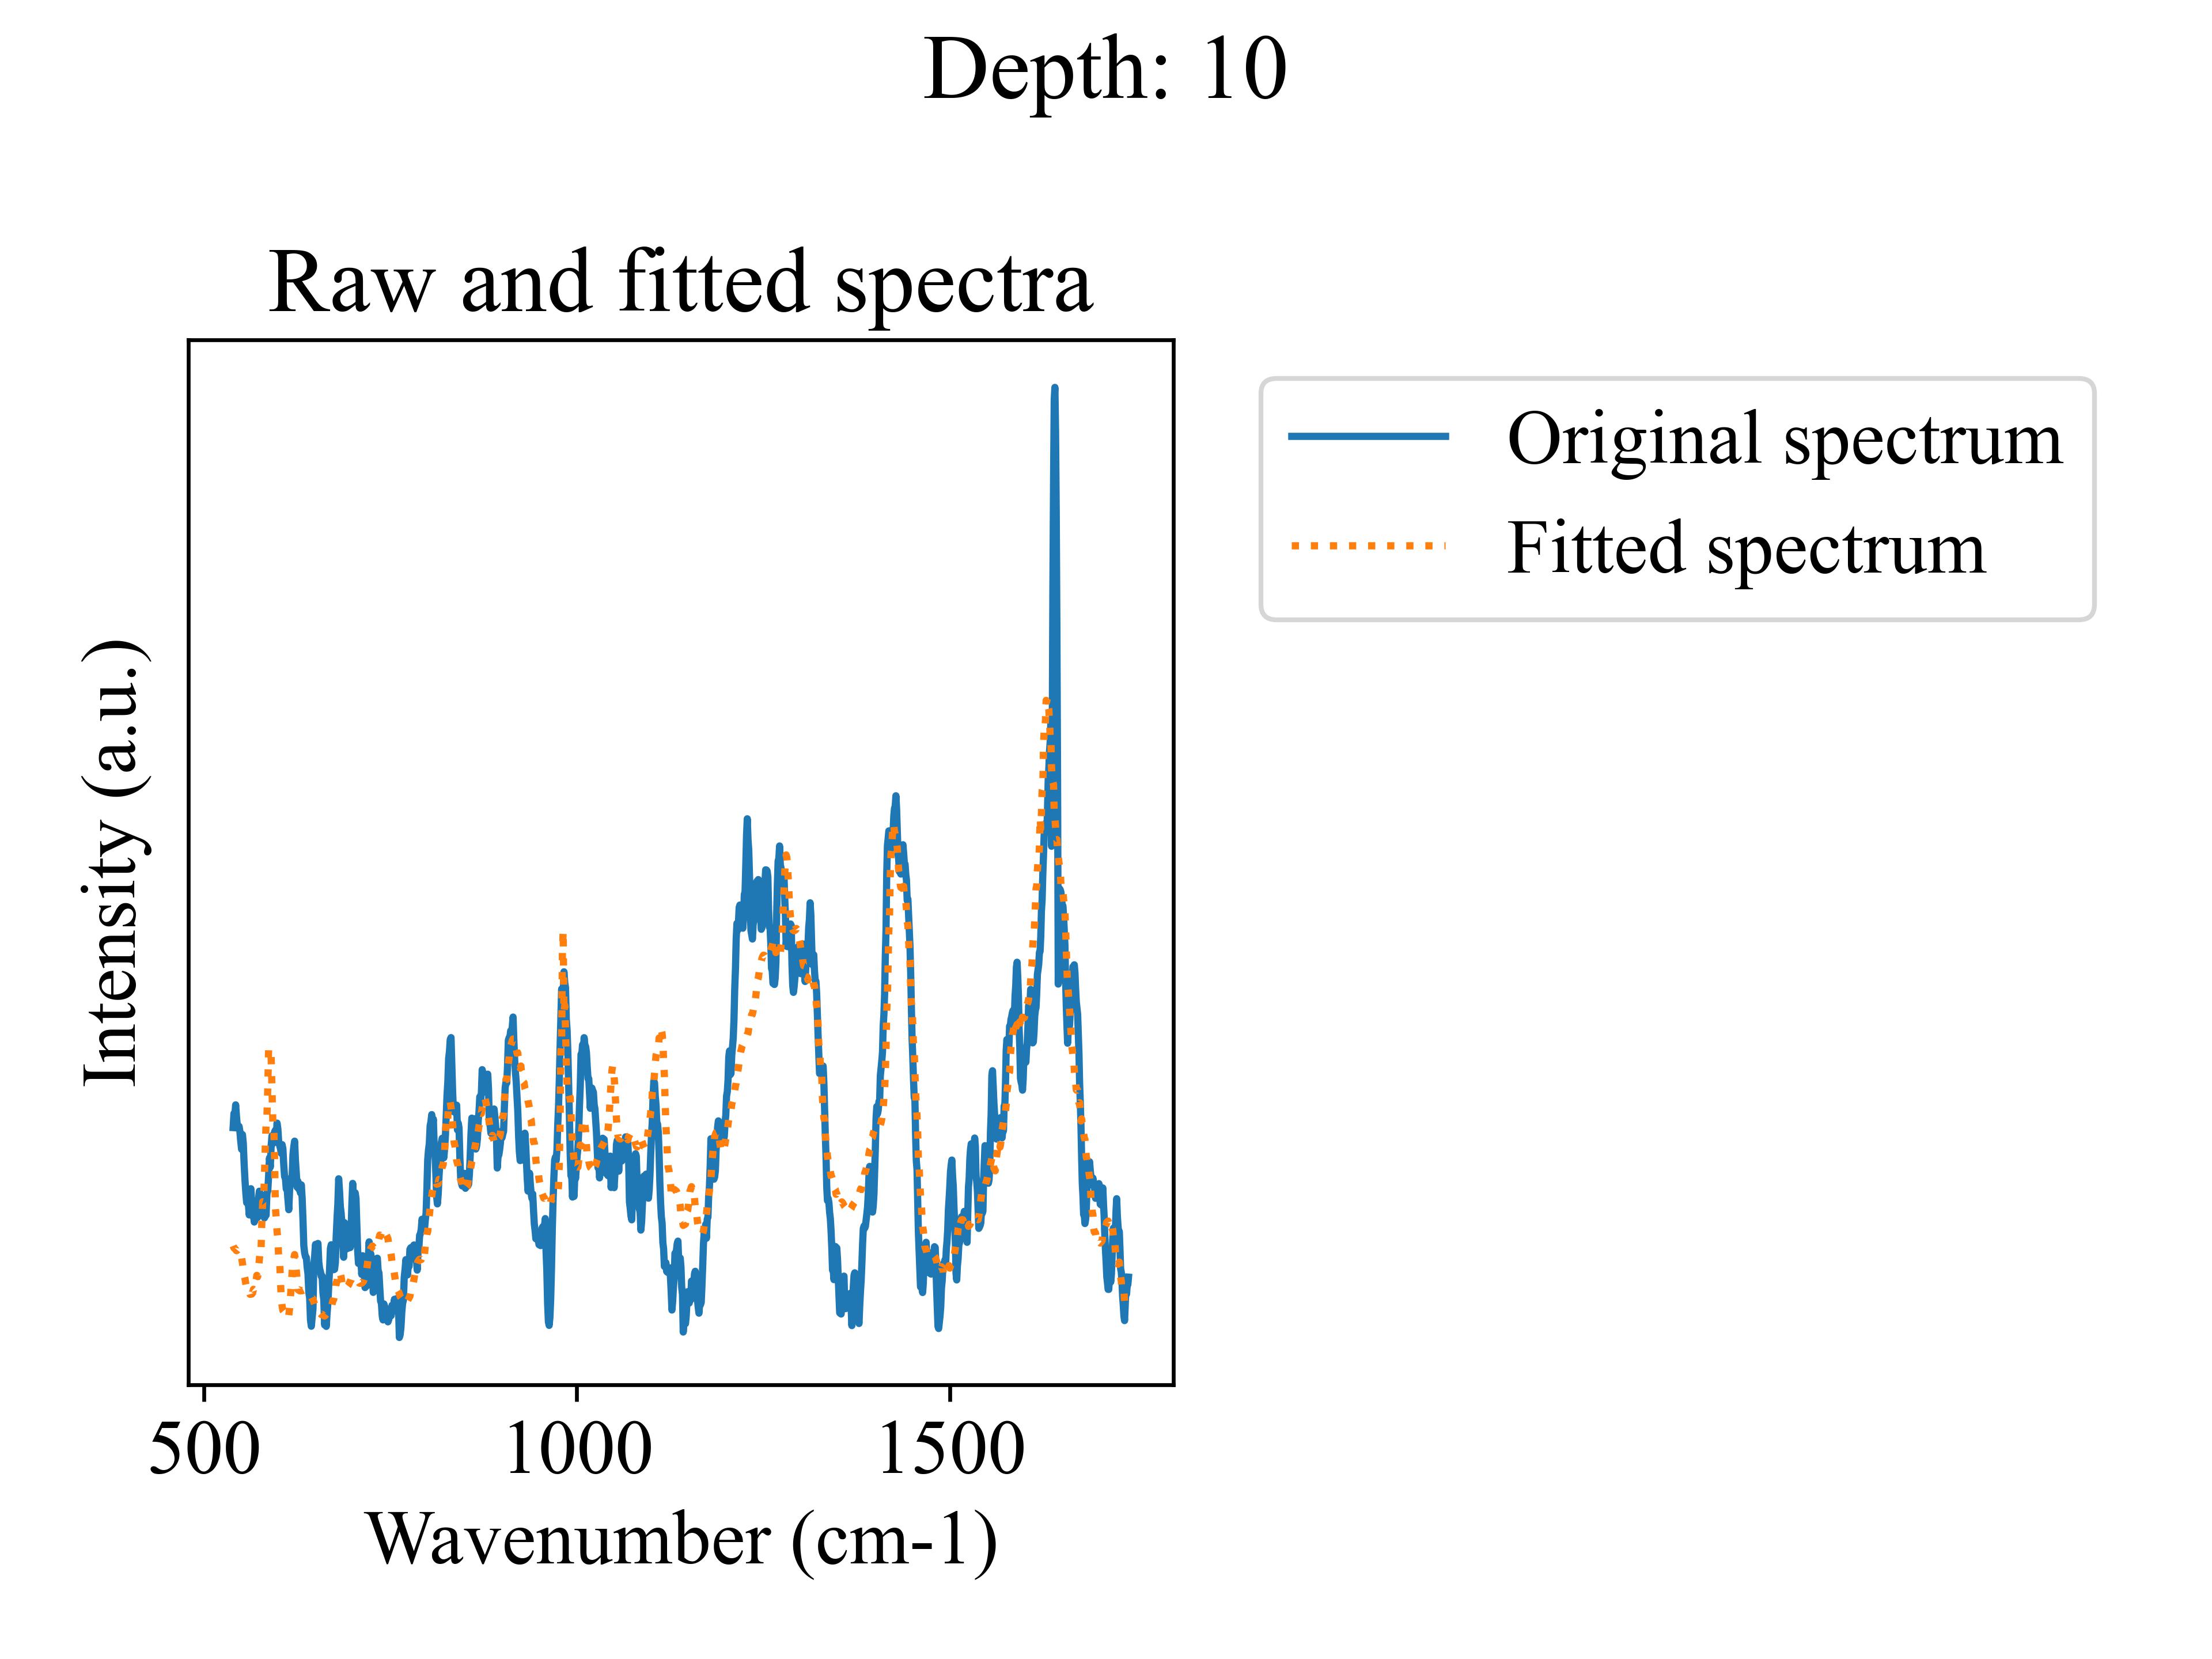 Depth: 10
Raw and fitted spectra
Original spectrum
Fitted spectrum
Intensity (a.u.)
500 1000 1500
Wavenumber (cm-1)